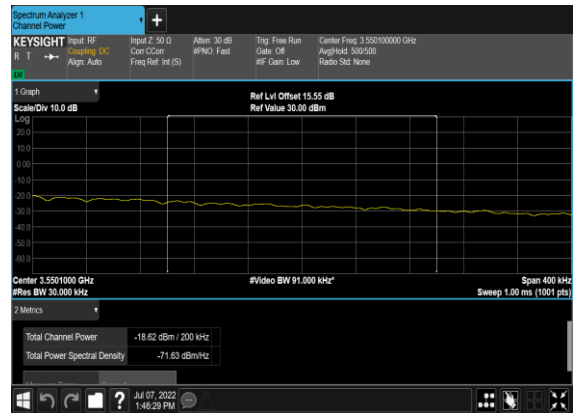 Spectrum Analyzer 1
Channel Power
+
KEYSIGHT Input: RF Input Z: 50 Ω Atten: 30 dB Trig: Free Run Center Freq: 3.550100000 GHz
R T Coupling: DC Corr CCorr #PNO: Fast Gate: Off Avg|Hold: 500/500
Align: Auto Freq Ref: Int (S) #IF Gain: Low Radio Std: None
1 Graph
Ref Lvl Offset 15.55 dB
Scale/Div 10.0 dB Ref Value 30.00 dBm
Log
20.0
10.0
0.00
-10.0
-20.0
-30.0
-40.0
-50.0
-60.0
Center 3.5501000 GHz #Video BW 91.000 kHz* Span 400 kHz
#Res BW 30.000 kHz Sweep 1.00 ms (1001 pts)
2 Metrics
Total Channel Power -18.62 dBm / 200 kHz
Total Power Spectral Density -71.63 dBm/Hz
? Jul 07, 2022
1:46:29 PM